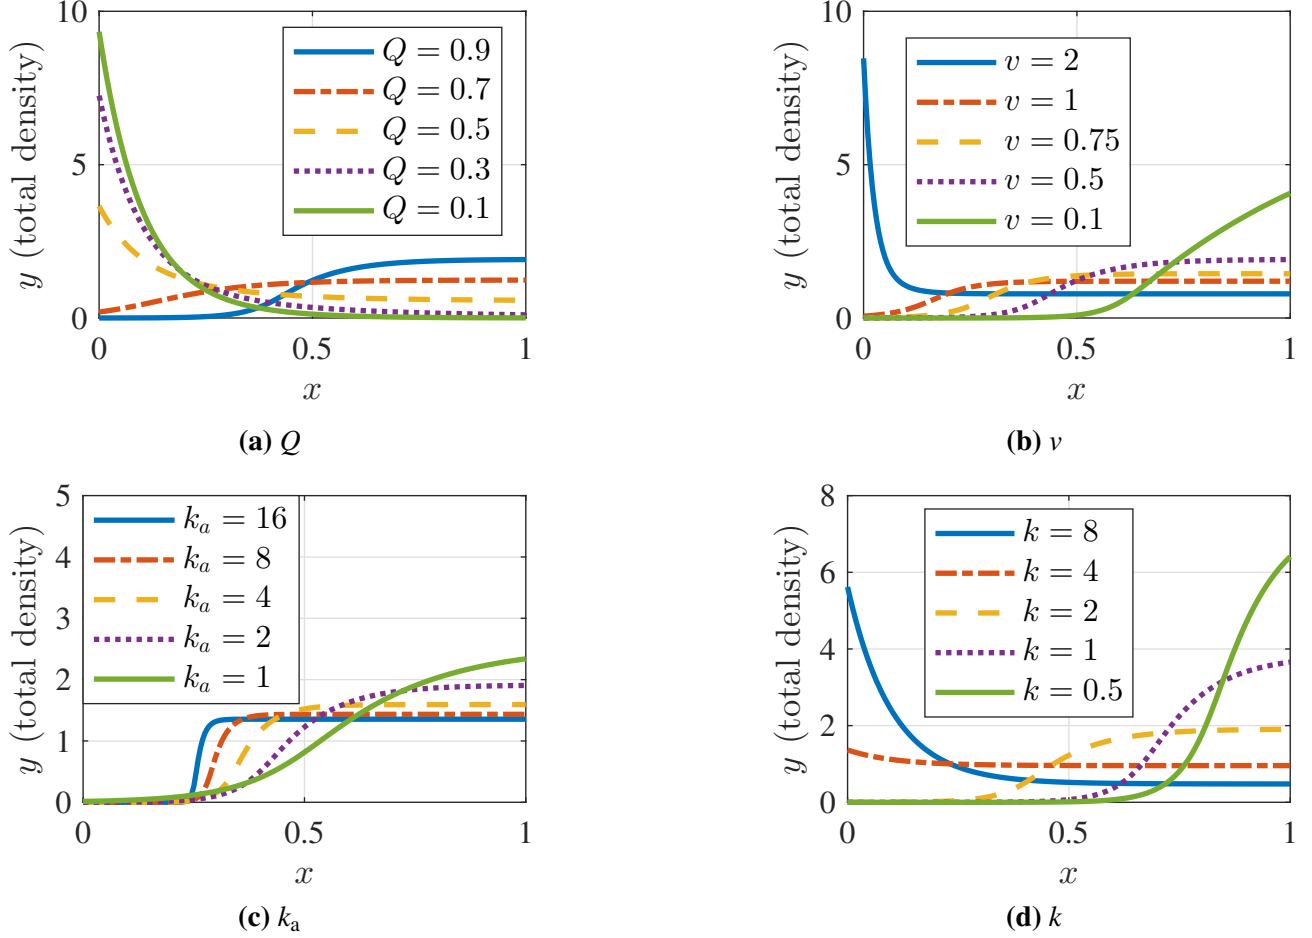 10
5
0
y (total density)
Q = 0.9
Q = 0.7
Q = 0.5
Q = 0.3
Q = 0.1
0
0.5
1
x
(a) Q
10
5
0
y (total density)
v = 2
v = 1
v = 0.75
v = 0.5
v = 0.1
0
0.5
1
x
(b) v
5
4
3
2
1
0
y (total density)
k_a = 16
k_a = 8
k_a = 4
k_a = 2
k_a = 1
0
0.5
1
x
(c) k_a
8
6
4
2
0
y (total density)
k = 8
k = 4
k = 2
k = 1
k = 0.5
0
0.5
1
x
(d) k